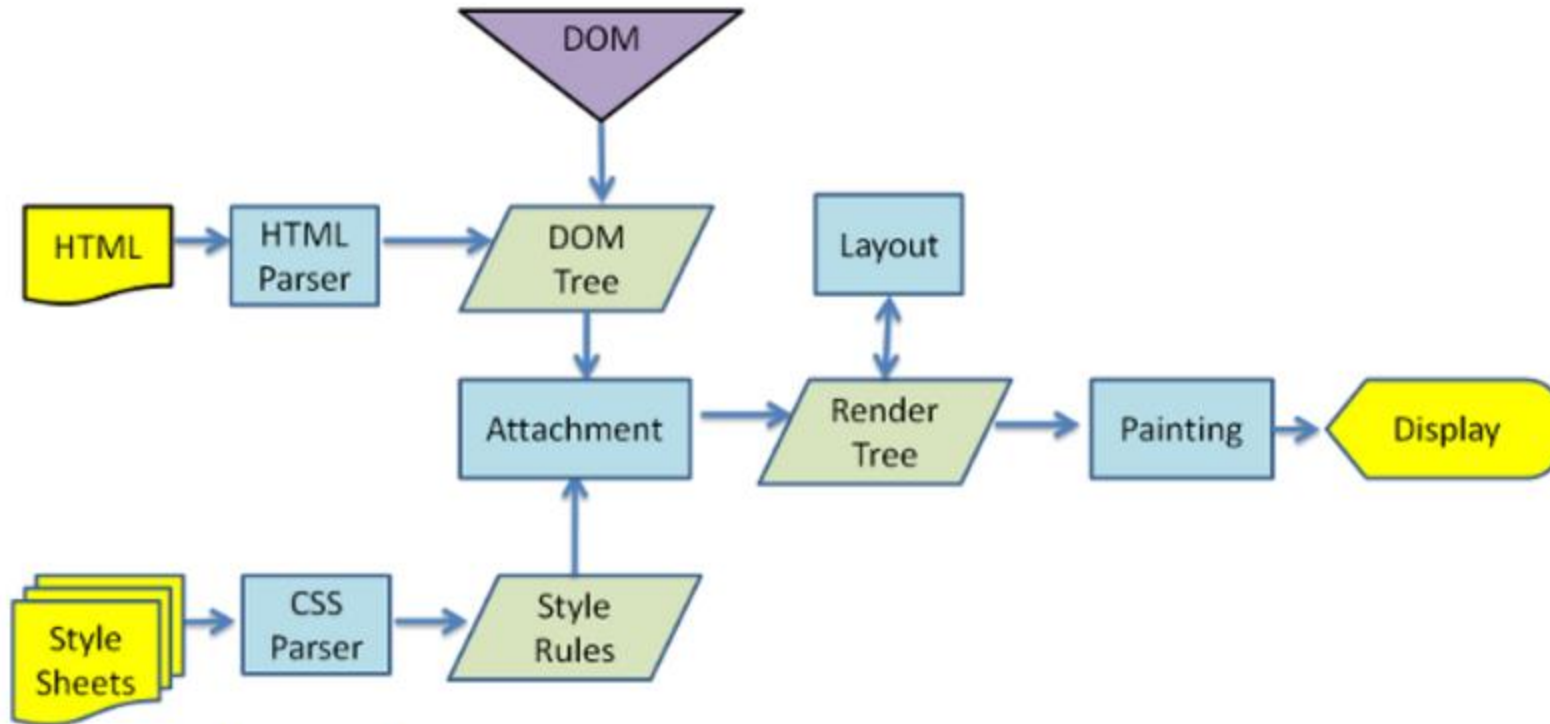 DOM
HTML
HTML
Parser
DOM
Tree
Layout
Attachment
Render
Tree
Painting
Display
Style
Sheets
CSS
Parser
Style
Rules